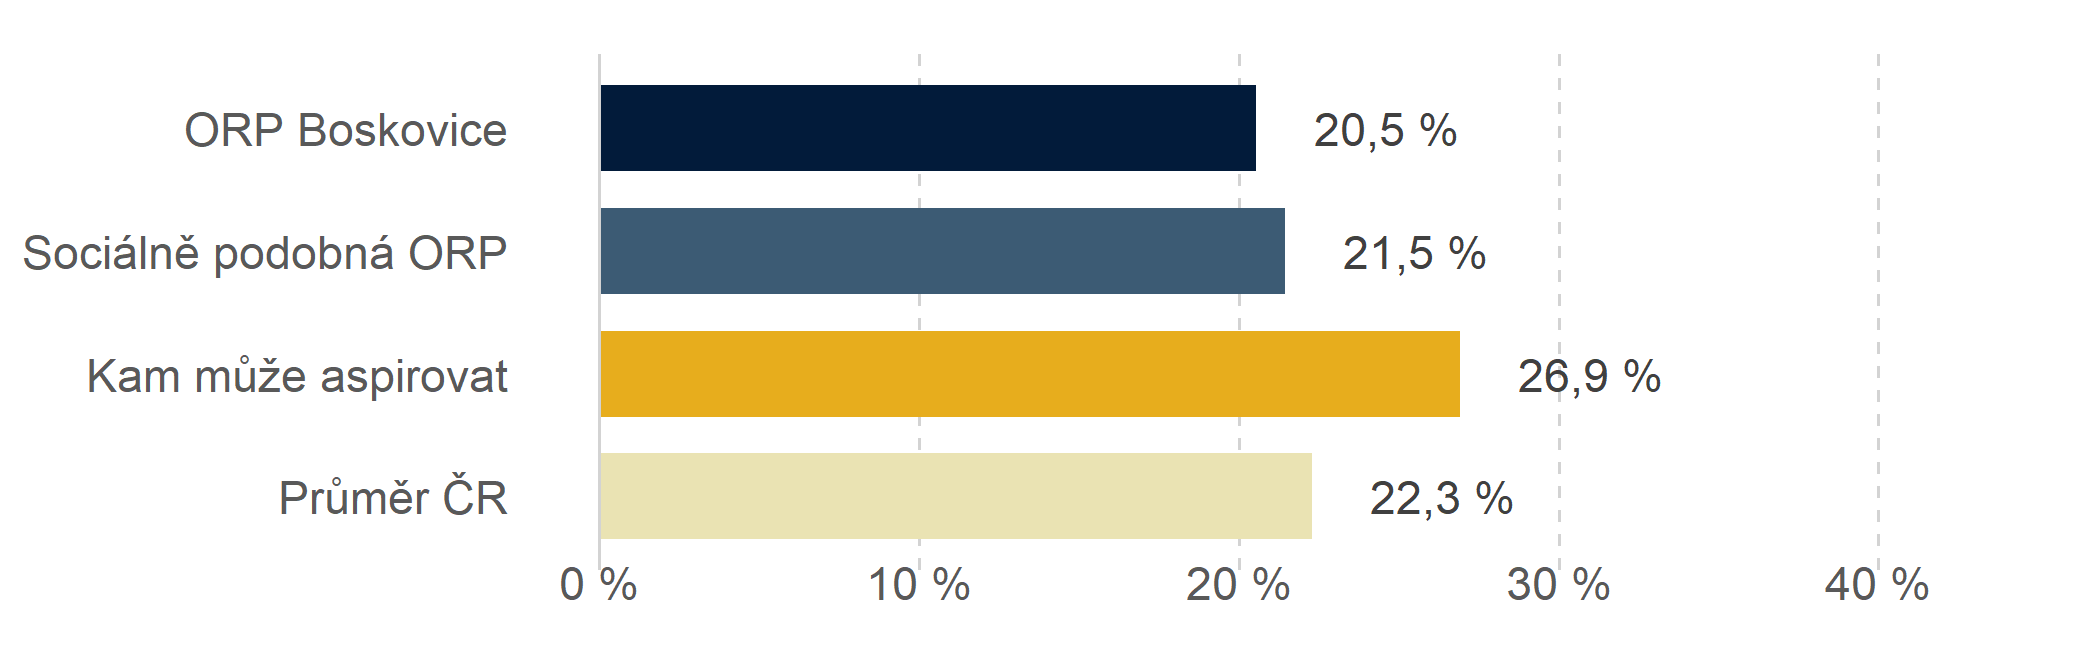 ORP Boskovice 20,5 %
Sociálně podobná ORP 21,5 %
Kam může aspirovat 26,9 %
Průměr ČR 22,3 %
0 % 10 % 20 % 30 % 40 %